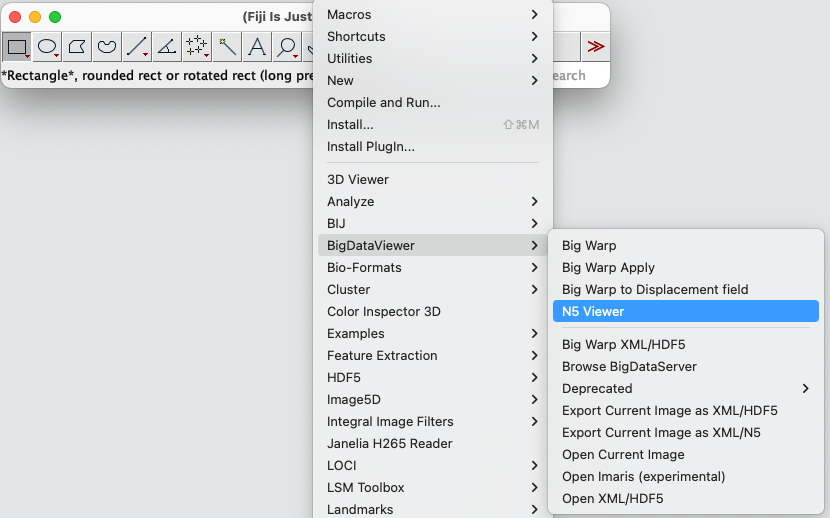 (Fiji Is Just
*Rectangle*, rounded rect or rotated rect (long pre
earch
Macros
Shortcuts
Utilities
New
Compile and Run...
Install... ⇧⌘M
Install PlugIn...
3D Viewer
Analyze
BIJ
BigDataViewer
Bio-Formats
Cluster
Color Inspector 3D
Examples
Feature Extraction
HDF5
Image5D
Integral Image Filters
Janelia H265 Reader
LOCI
LSM Toolbox
Landmarks
Big Warp
Big Warp Apply
Big Warp to Displacement field
N5 Viewer
Big Warp XML/HDF5
Browse BigDataServer
Deprecated
Export Current Image as XML/HDF5
Export Current Image as XML/N5
Open Current Image
Open Imaris (experimental)
Open XML/HDF5